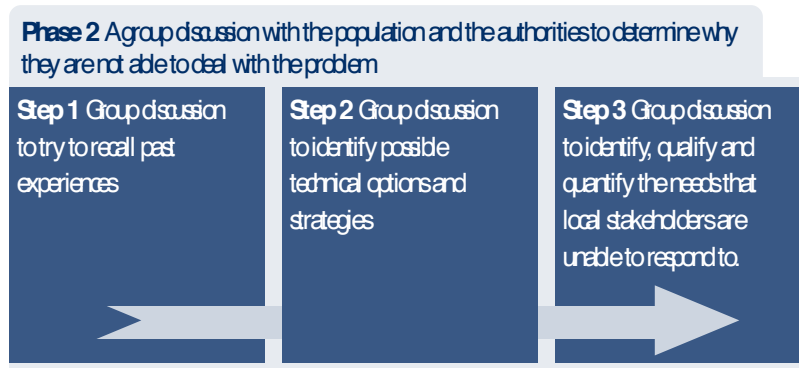 Phase 2 A group discussion with the population and the authorities to determine why
they are not able to deal with the problem
Step 1 Group discussion
to try to recall past
experiences
Step 2 Group discussion
to identify possible
technical options and
strategies
Step 3 Group discussion
to identify, qualify and
quantify the needs that
local stakeholders are
unable to respond to.